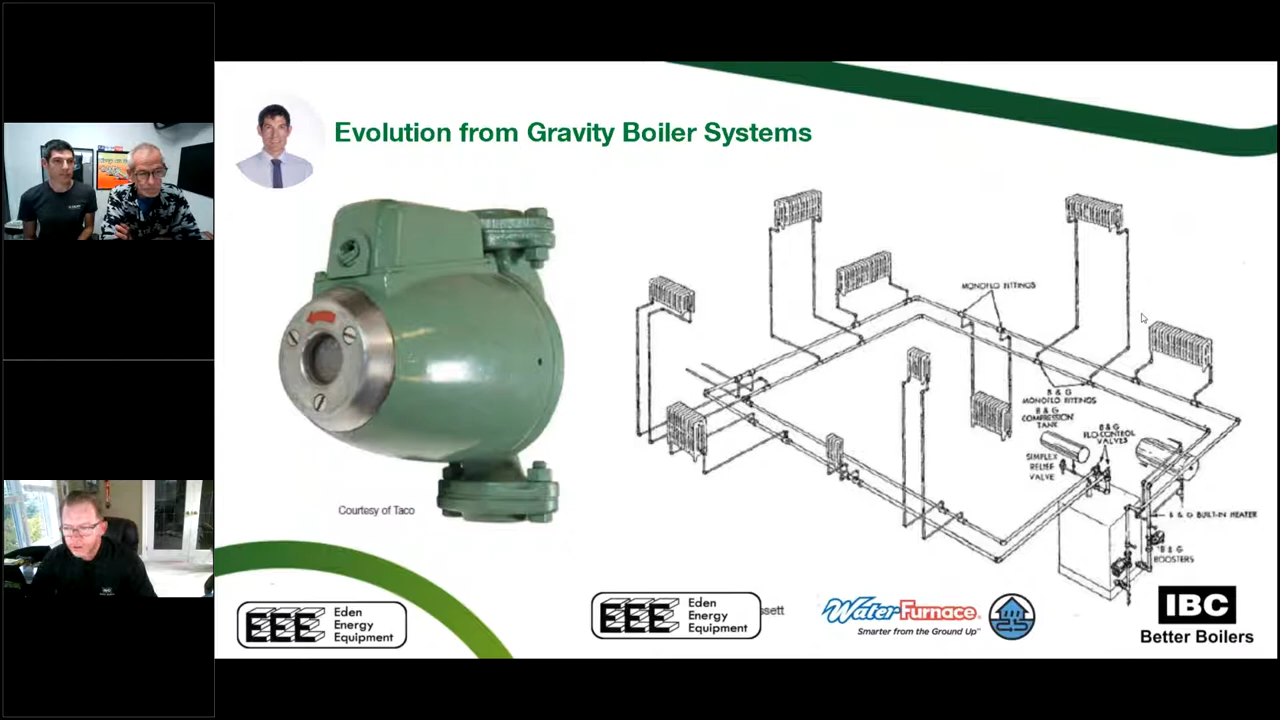 Evolution from Gravity Boiler Systems
MONOFLO FITTINGS
B & G
MONOFLO FITTINGS
B & G
COMPRESSION
TANK
B & G
FLO-CONTROL
VALVES
SIMPLEX
RELIEF
VALVE
B & G BUILT-IN HEATER
B & G
BOOSTERS
Courtesy of Taco
EEE Eden
Energy
Equipment
EEE Eden
Energy
Equipment
ssett
WaterFurnace
Smarter from the Ground Up
IBC
Better Boilers